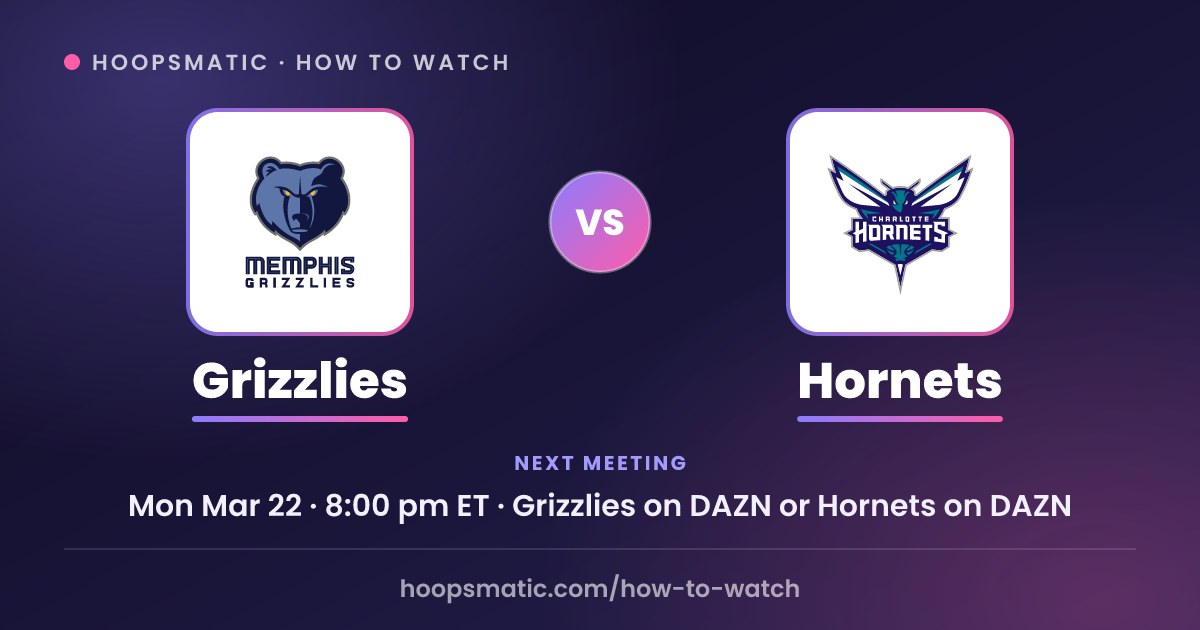 HOOPSMATIC · HOW TO WATCH
MEMPHIS
GRIZZLIES
VS
CHARLOTTE
HORNETS
Grizzlies
Hornets
NEXT MEETING
Mon Mar 22 · 8:00 pm ET · Grizzlies on DAZN or Hornets on DAZN
hoopsmatic.com/how-to-watch